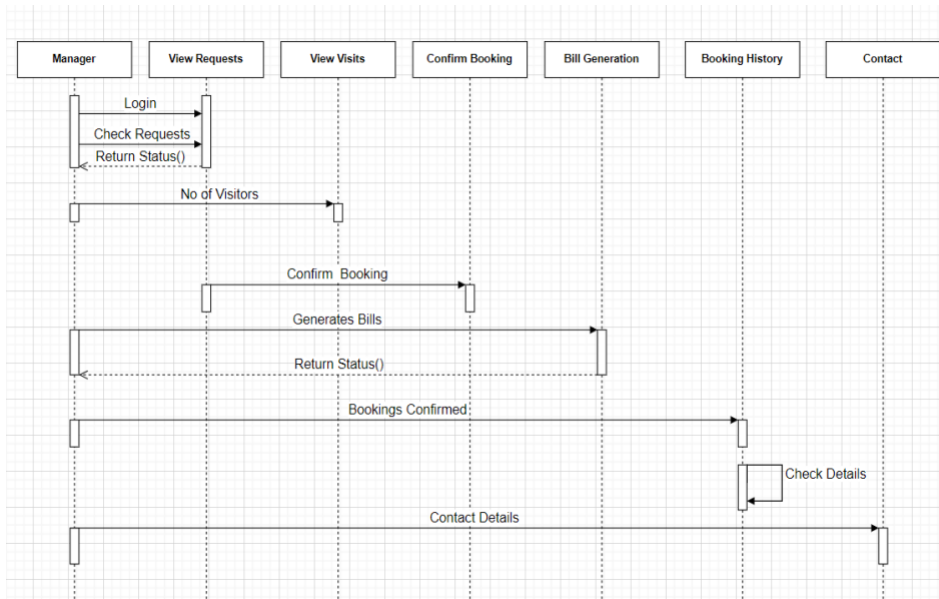 Manager
View Requests
View Visits
Confirm Booking
Bill Generation
Booking History
Contact
Login
Check Requests
Return Status()
No of Visitors
Confirm Booking
Generates Bills
Return Status()
Bookings Confirmed
Check Details
Contact Details